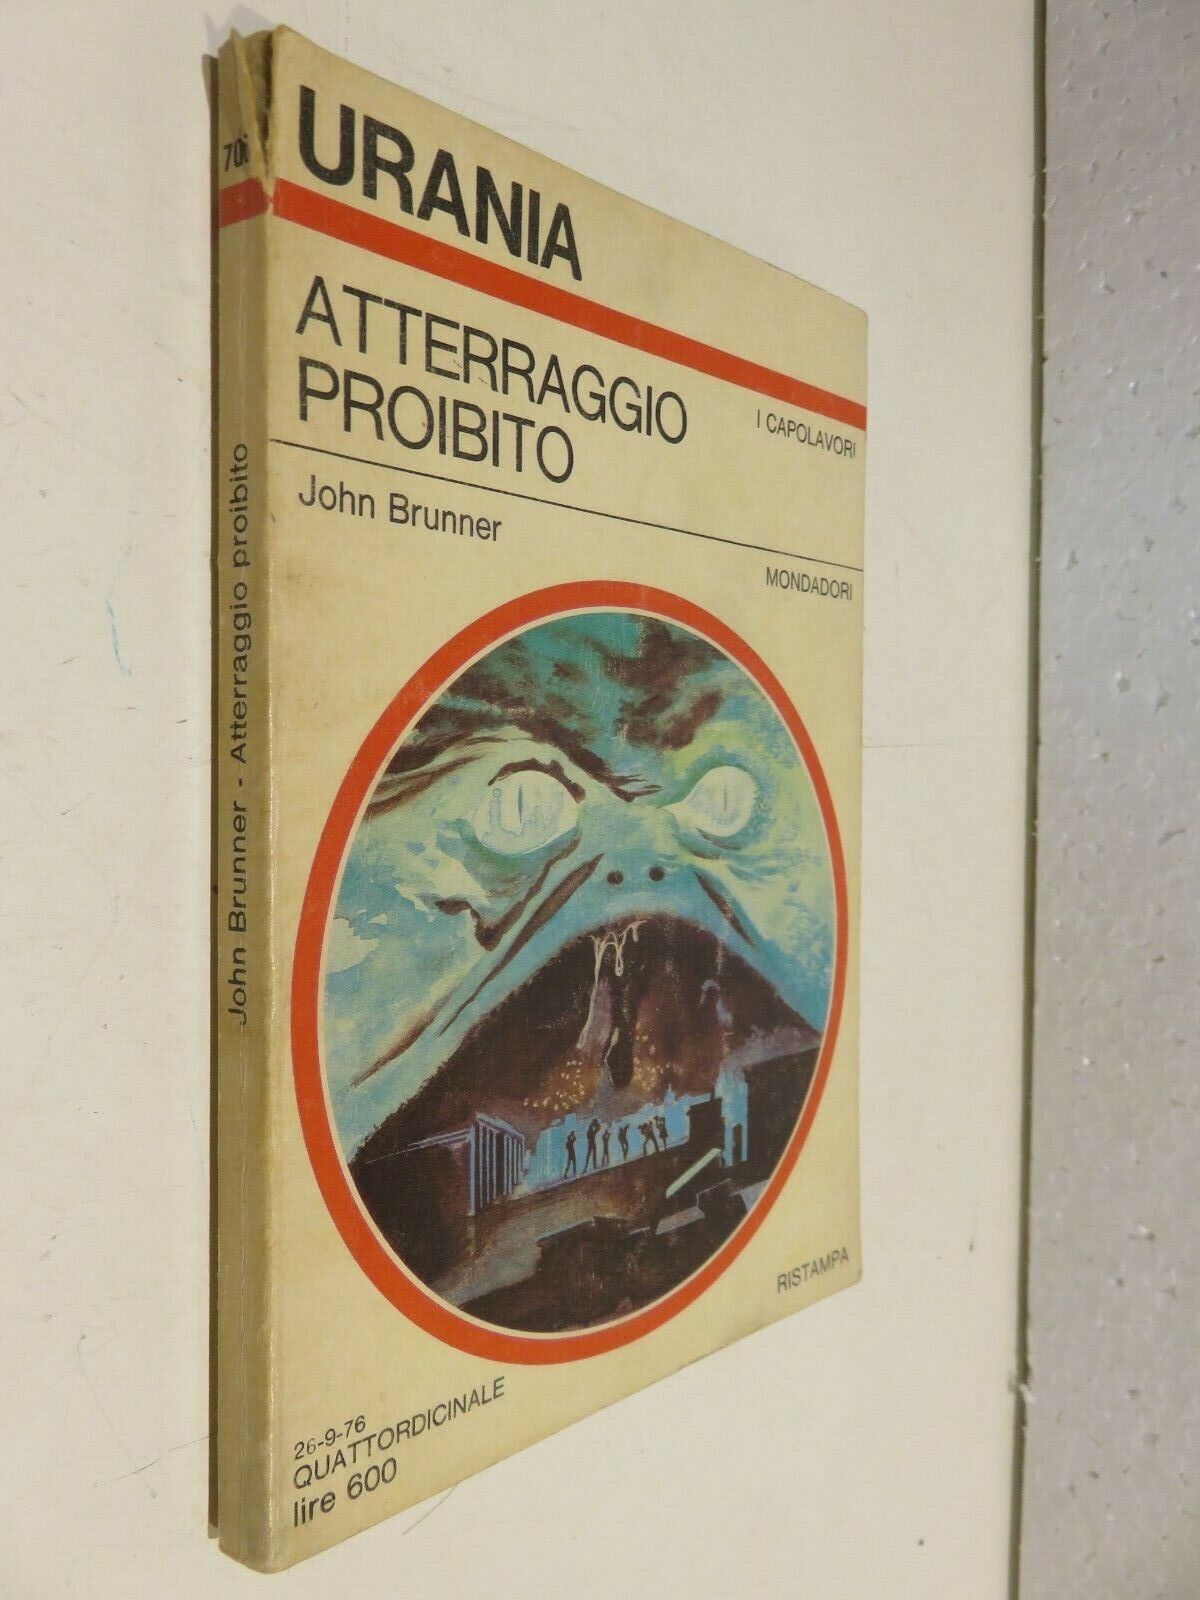 URANIA
ATTERRAGGIO
PROIBITO
I CAPOLAVORI
John Brunner
MONDADORI
RISTAMPA
26-9-76
QUATTORDICINALE
lire 600
John Brunner - Atterraggio proibito